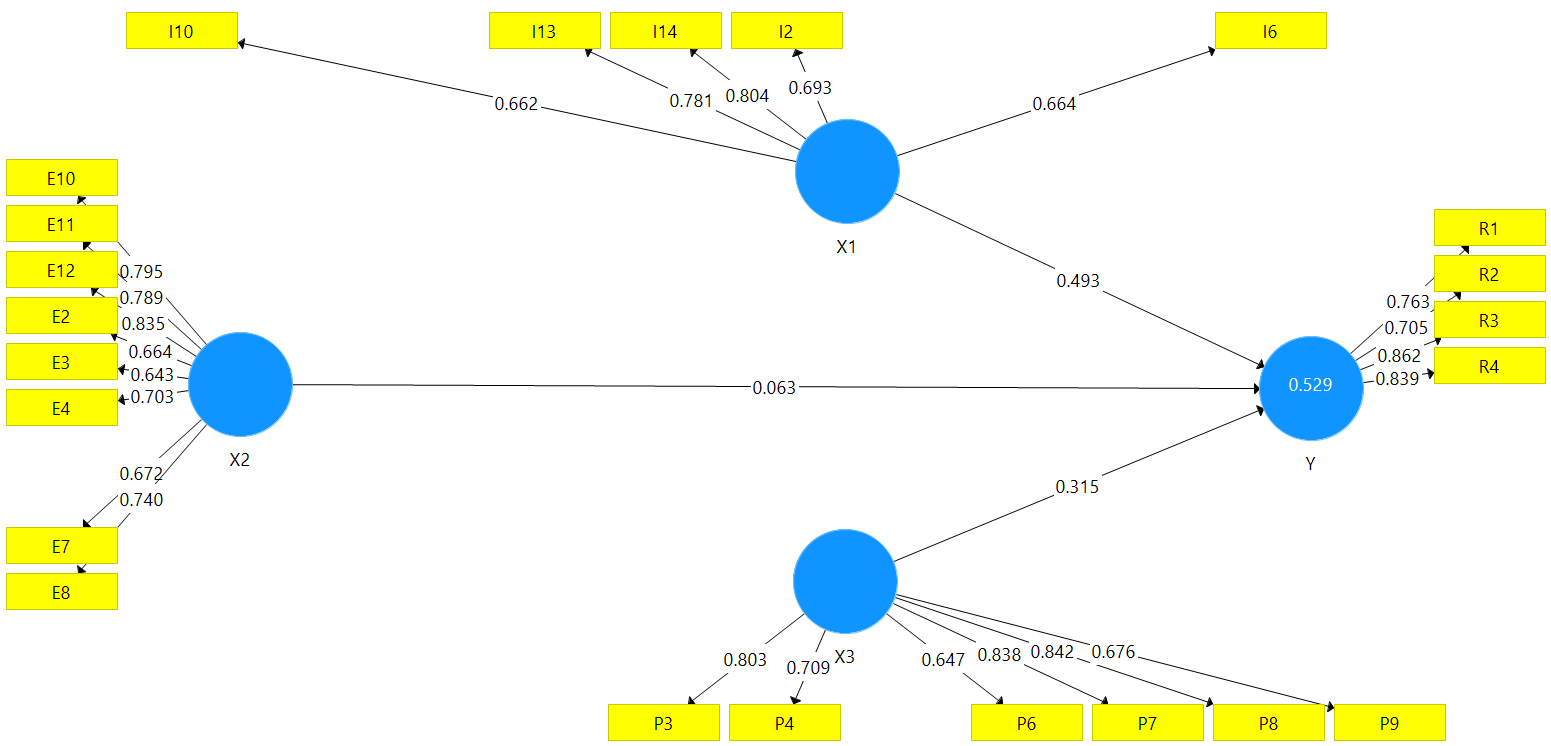 I10
I13
I14
I2
I6
0.662
0.781
0.804
0.693
0.664
X1
E10
E11
E12
E2
E3
E4
E7
E8
0.795
0.789
0.835
0.664
0.643
0.703
0.672
0.740
X2
0.493
0.063
0.315
0.529
Y
R1
R2
R3
R4
0.763
0.705
0.862
0.839
X3
0.803
0.709
0.647
0.838
0.842
0.676
P3
P4
P6
P7
P8
P9